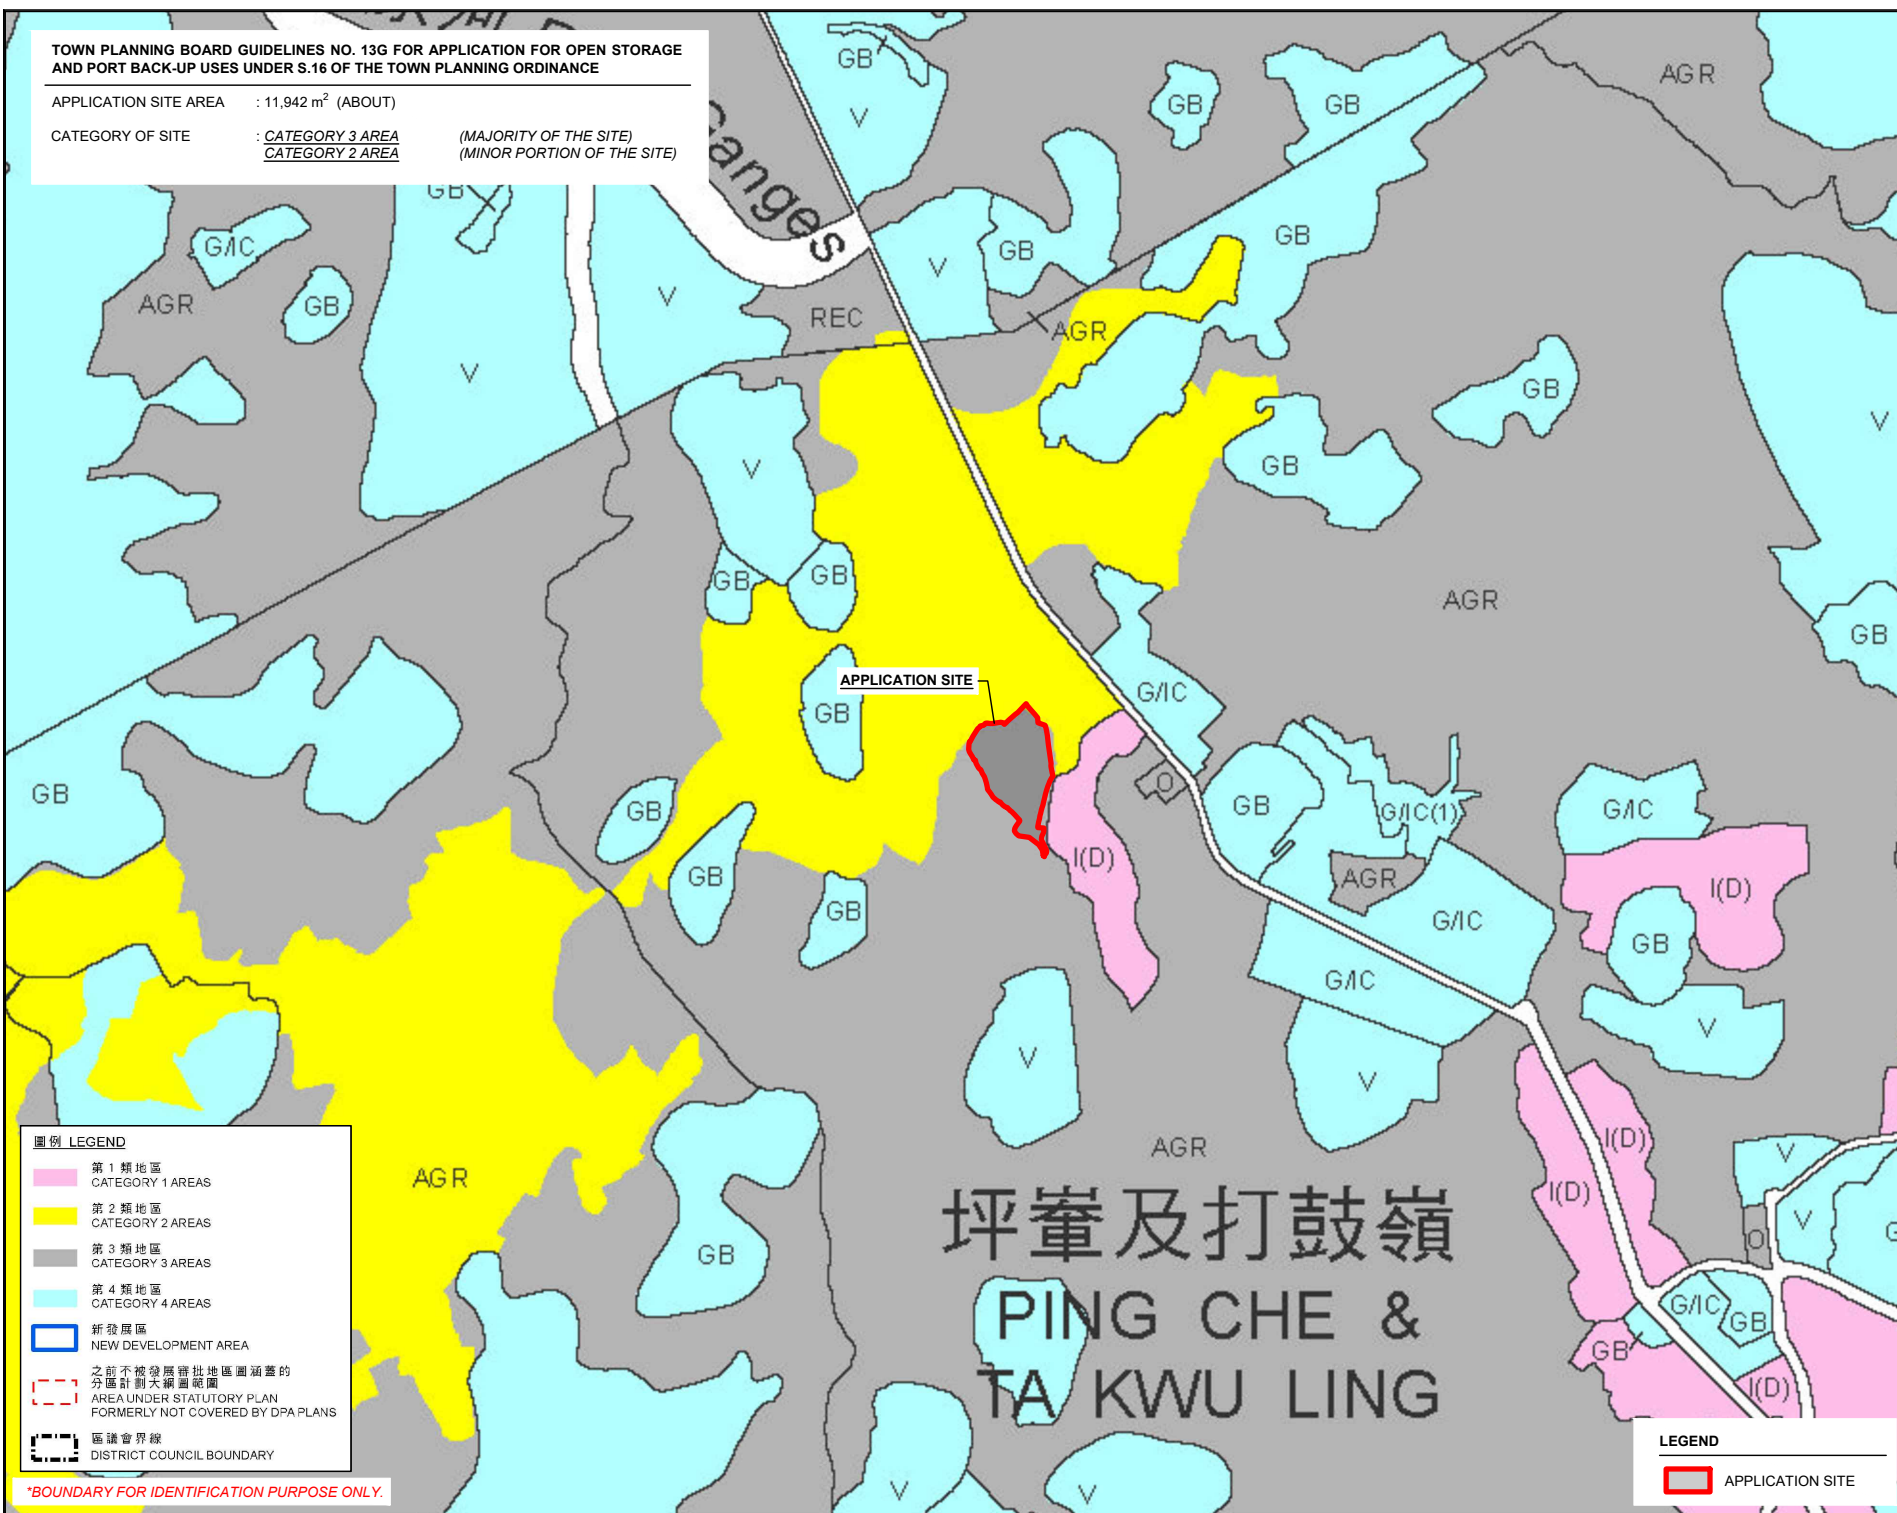 TOWN PLANNING BOARD GUIDELINES NO. 13G FOR APPLICATION FOR OPEN STORAGE
AND PORT BACK-UP USES UNDER S.16 OF THE TOWN PLANNING ORDINANCE
APPLICATION SITE AREA : 11,942 m² (ABOUT)
CATEGORY OF SITE : CATEGORY 3 AREA (MAJORITY OF THE SITE)
CATEGORY 2 AREA (MINOR PORTION OF THE SITE)
Ganges
GB
V
GB
GB
AGR
GB
G/IC
AGR
GB
V
V
REC
V
GB
GB
AGR
GB
V
V
GB
GB
GB
AGR
GB
GB
APPLICATION SITE
GB
G/IC
GB
GB
O
GB
G/IC(1)
G/IC
I(D)
GB
GB
AGR
G/IC
I(D)
GB
G/IC
V
V
V
AGR
AGR
I(D)
I(D)
V
V
O
GB
坪輋及打鼓嶺
PING CHE &
TA KWU LING
G/IC
GB
GB
I(D)
V
V
圖例 LEGEND
第 1 類地區
CATEGORY 1 AREAS
第 2 類地區
CATEGORY 2 AREAS
第 3 類地區
CATEGORY 3 AREAS
第 4 類地區
CATEGORY 4 AREAS
新發展區
NEW DEVELOPMENT AREA
之前不被發展審批地區圖涵蓋的
分區計劃大綱圖範圍
AREA UNDER STATUTORY PLAN
FORMERLY NOT COVERED BY DPA PLANS
區議會界線
DISTRICT COUNCIL BOUNDARY
*BOUNDARY FOR IDENTIFICATION PURPOSE ONLY.
LEGEND
APPLICATION SITE